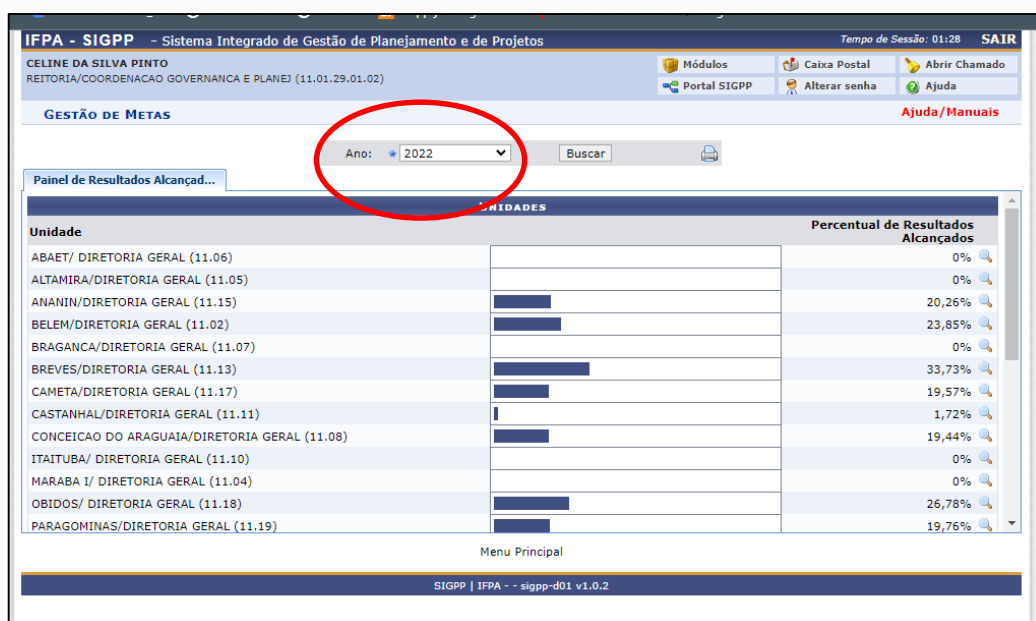 IFPA - SIGPP - Sistema Integrado de Gestão de Planejamento e de Projetos Tempo de Sessão: 01:28 SAIR
CELINE DA SILVA PINTO
REITORIA/COORDENACAO GOVERNANCA E PLANEJ (11.01.29.01.02)
Módulos Caixa Postal Abrir Chamado
Portal SIGPP Alterar senha Ajuda
GESTÃO DE METAS Ajuda/Manuais
Ano: 2022 Buscar
Painel de Resultados Alcançad...
UNIDADES
Unidade Percentual de Resultados Alcançados
ABAET/ DIRETORIA GERAL (11.06) 0%
ALTAMIRA/DIRETORIA GERAL (11.05) 0%
ANANIN/DIRETORIA GERAL (11.15) 20,26%
BELEM/DIRETORIA GERAL (11.02) 23,85%
BRAGANCA/DIRETORIA GERAL (11.07) 0%
BREVES/DIRETORIA GERAL (11.13) 33,73%
CAMETA/DIRETORIA GERAL (11.17) 19,57%
CASTANHAL/DIRETORIA GERAL (11.11) 1,72%
CONCEICAO DO ARAGUAIA/DIRETORIA GERAL (11.08) 19,44%
ITAITUBA/ DIRETORIA GERAL (11.10) 0%
MARABA I/ DIRETORIA GERAL (11.04) 0%
OBIDOS/ DIRETORIA GERAL (11.18) 26,78%
PARAGOMINAS/DIRETORIA GERAL (11.19) 19,76%
Menu Principal
SIGPP | IFPA - - sigpp-d01 v1.0.2